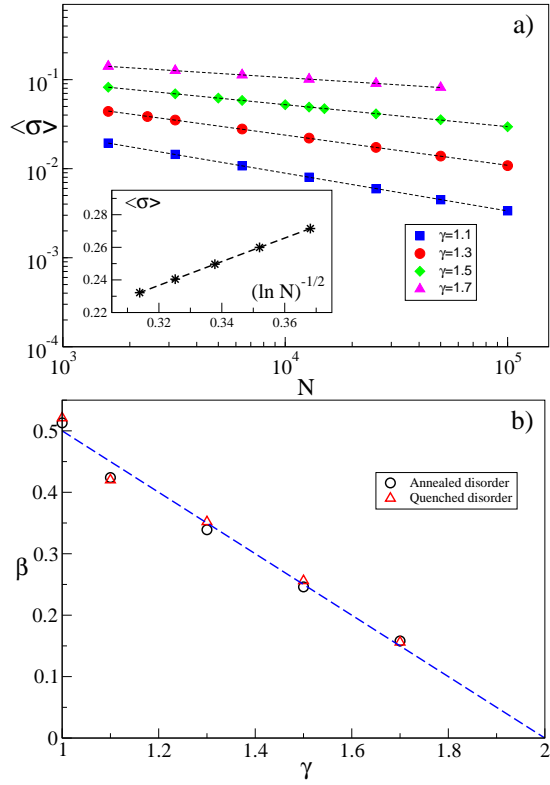 a)
10^-1
10^-2
10^-3
10^-4
<σ>
<σ>
0.28
0.26
0.24
0.22
(ln N)^-1/2
0.32 0.34 0.36
γ=1.1
γ=1.3
γ=1.5
γ=1.7
10^3 10^4 10^5
N
b)
0.5
0.4
0.3
0.2
0.1
0
β
Annealed disorder
Quenched disorder
1 1.2 1.4 1.6 1.8 2
γ